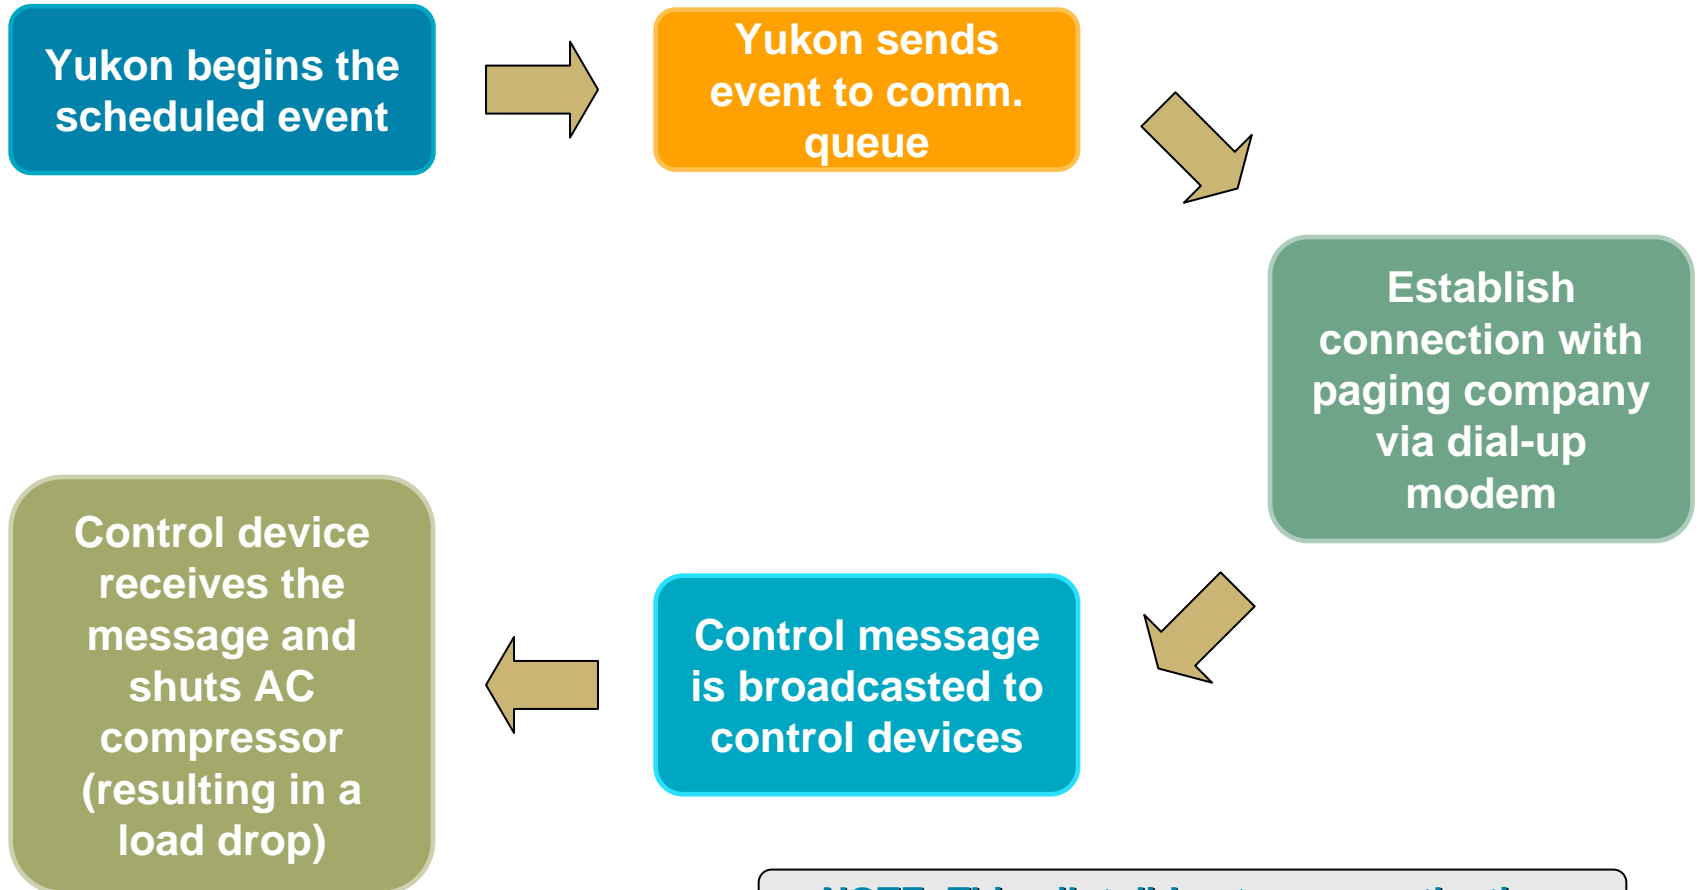 Yukon begins the
scheduled event
Yukon sends
event to comm.
queue
Establish
connection with
paging company
via dial-up
modem
Control message
is broadcasted to
control devices
Control device
receives the
message and
shuts AC
compressor
(resulting in a
load drop)
NOTE: This